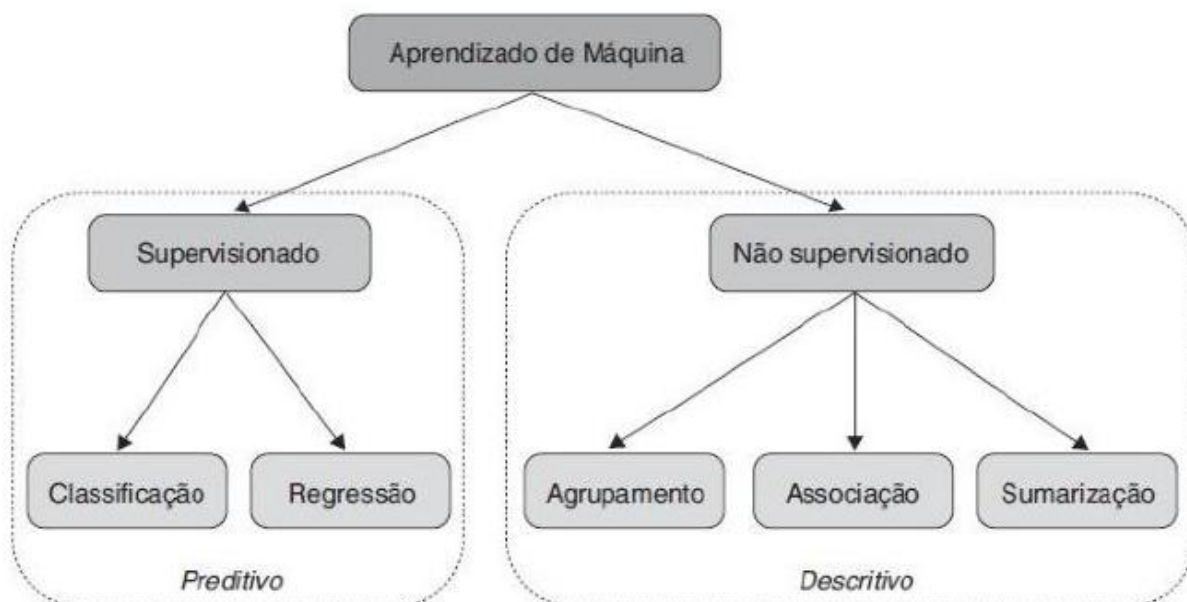 Aprendizado de Máquina
Supervisionado
Não supervisionado
Classificação
Regressão
Agrupamento
Associação
Sumarização
Preditivo
Descritivo